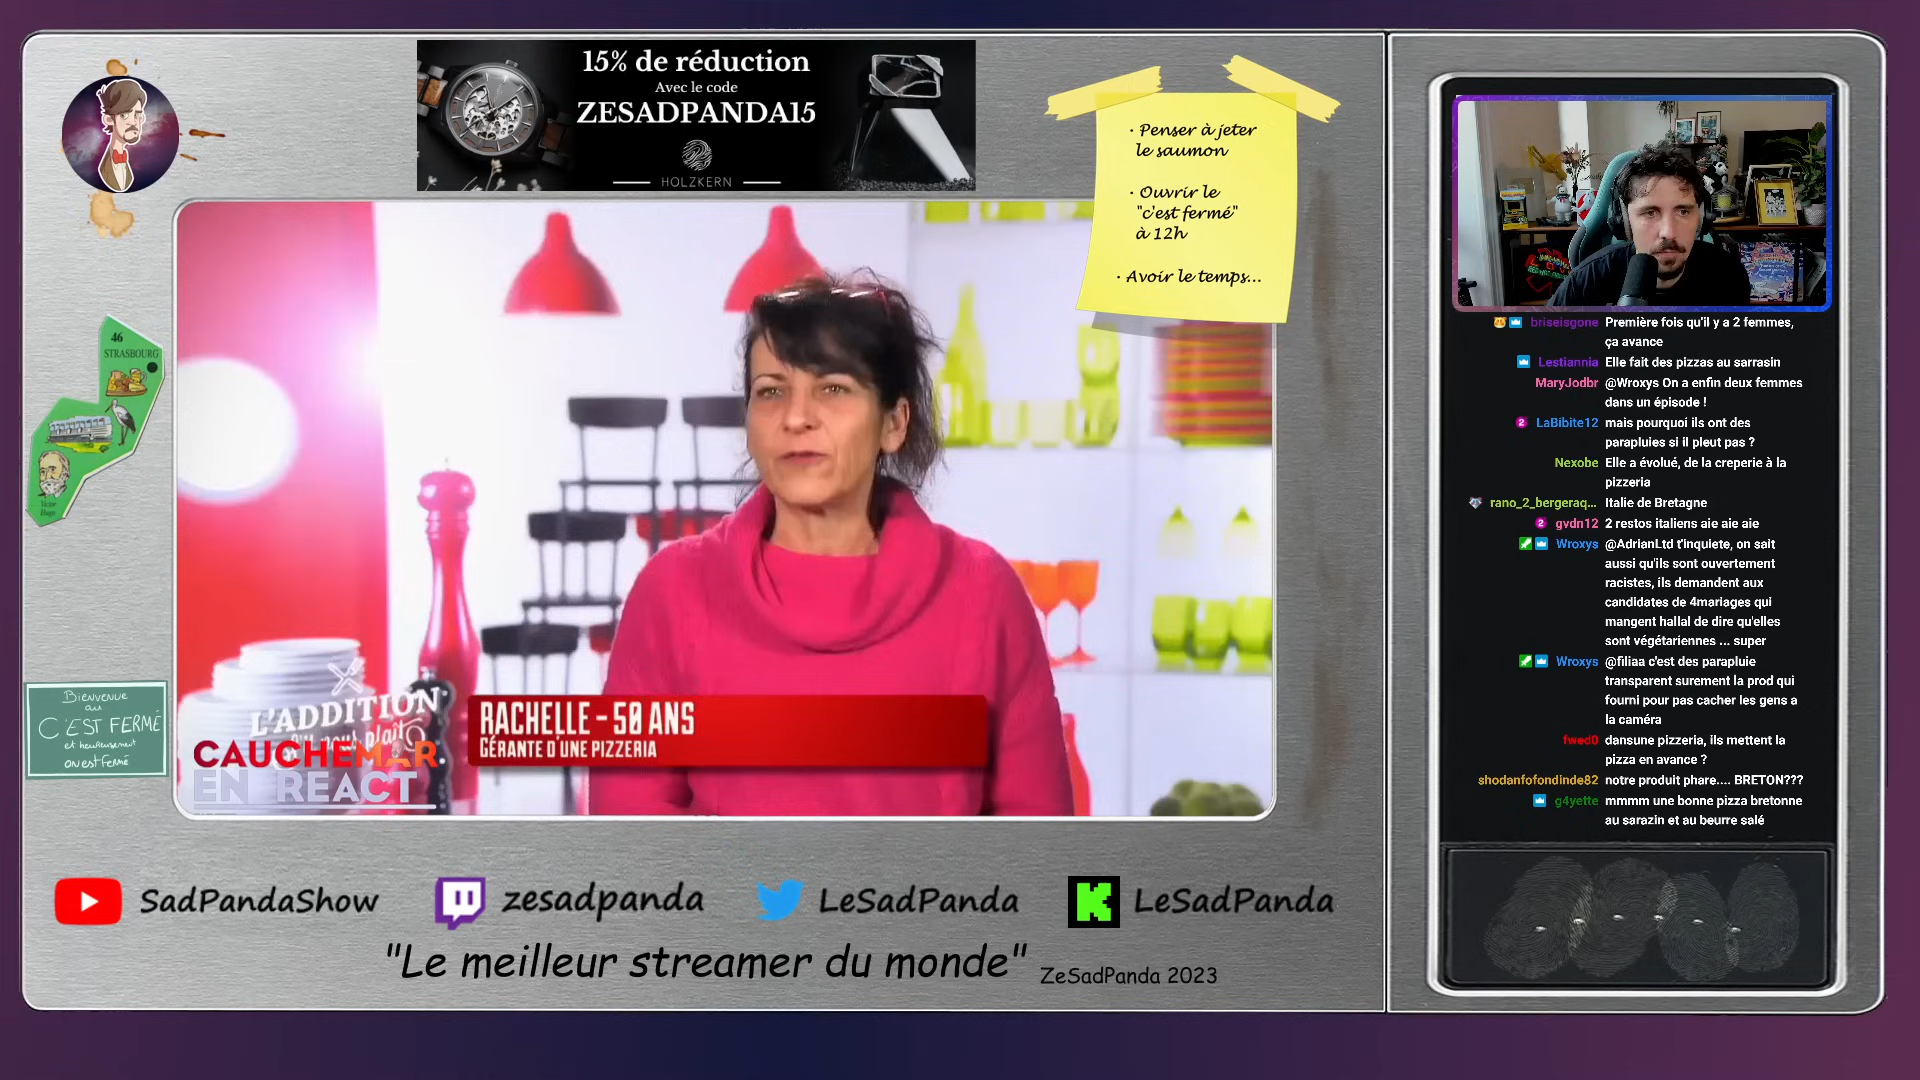 15% de réduction
Avec le code
ZESADPANDA15
HOLZKERN
· Penser à jeter
le saumon
· Ouvrir le
"c'est fermé"
à 12h
· Avoir le temps...
46
STRASBOURG
Victor
Hugo
Bienvenue
au
C'EST FERMÉ
et heureusement
on est fermé
L'ADDITION
s'il vous plaît
CAUCHEMAR
EN REACT
RACHELLE - 50 ANS
GÉRANTE D'UNE PIZZERIA
briseisgone Première fois qu'il y a 2 femmes,
ça avance
Lestiannia Elle fait des pizzas au sarrasin
MaryJodbr @Wroxys On a enfin deux femmes
dans un épisode !
2 LaBibite12 mais pourquoi ils ont des
parapluies si il pleut pas ?
Nexobe Elle a évolué, de la creperie à la
pizzeria
rano_2_bergeraq... Italie de Bretagne
2 gvdn12 2 restos italiens aie aie aie
Wroxys @AdrianLtd t'inquiete, on sait
aussi qu'ils sont ouvertement
racistes, ils demandent aux
candidates de 4mariages qui
mangent hallal de dire qu'elles
sont végétariennes ... super
Wroxys @filiaa c'est des parapluie
transparent surement la prod qui
fourni pour pas cacher les gens a
la caméra
fwed0 dansune pizzeria, ils mettent la
pizza en avance ?
shodanfofondinde82 notre produit phare.... BRETON???
g4yette mmmm une bonne pizza bretonne
au sarazin et au beurre salé
SadPandaShow
zesadpanda
LeSadPanda
LeSadPanda
"Le meilleur streamer du monde"
ZeSadPanda 2023